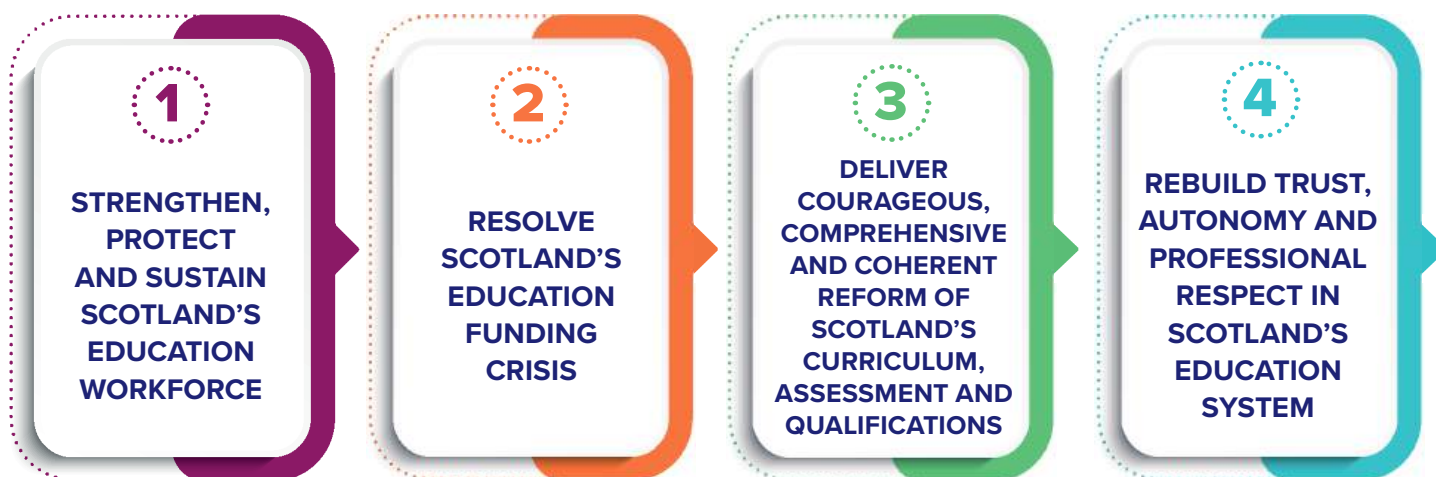 1
STRENGTHEN,
PROTECT
AND SUSTAIN
SCOTLAND’S
EDUCATION
WORKFORCE
2
RESOLVE
SCOTLAND’S
EDUCATION
FUNDING
CRISIS
3
DELIVER
COURAGEOUS,
COMPREHENSIVE
AND COHERENT
REFORM OF
SCOTLAND’S
CURRICULUM,
ASSESSMENT AND
QUALIFICATIONS
4
REBUILD TRUST,
AUTONOMY AND
PROFESSIONAL
RESPECT IN
SCOTLAND’S
EDUCATION
SYSTEM